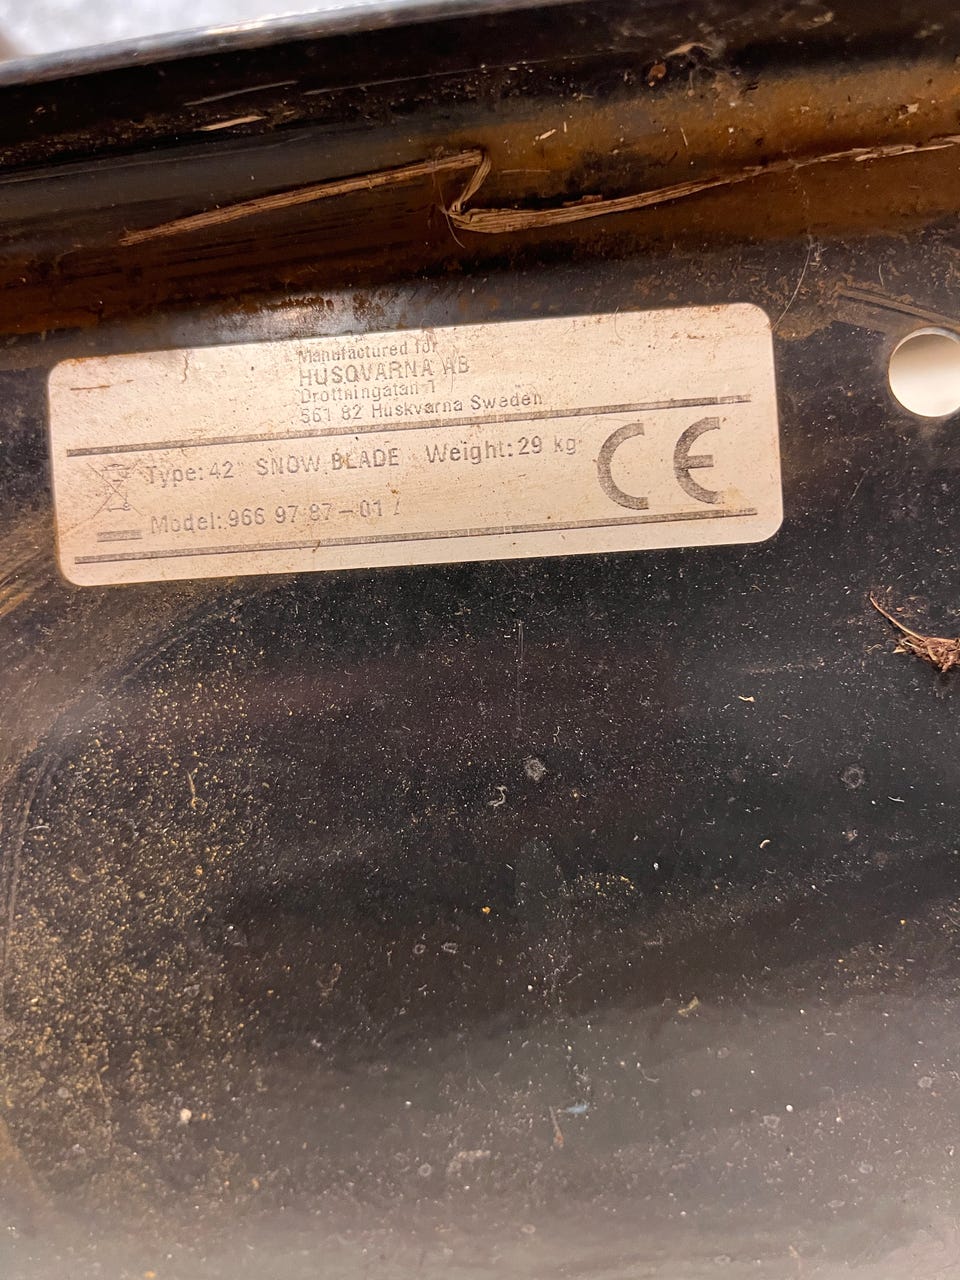 Manufactured for
HUSQVARNA AB
Drottningatan 1
561 82 Huskvarna Sweden
Type: 42" SNOW BLADE Weight: 29 kg
Model: 966 97 87-01 /
CE